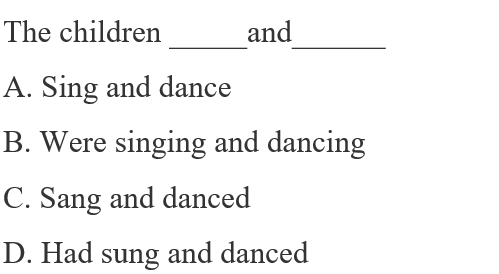 The children _____and______
A. Sing and dance
B. Were singing and dancing
C. Sang and danced
D. Had sung and danced